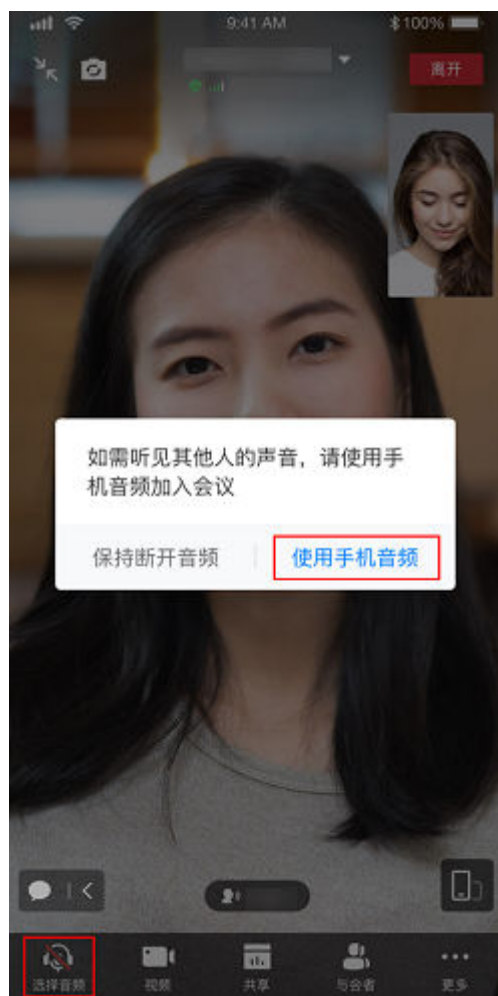 9:41 AM
100%
离开
如需听见其他人的声音，请使用手
机音频加入会议
保持断开音频
使用手机音频
选择音频
视频
共享
与会者
更多